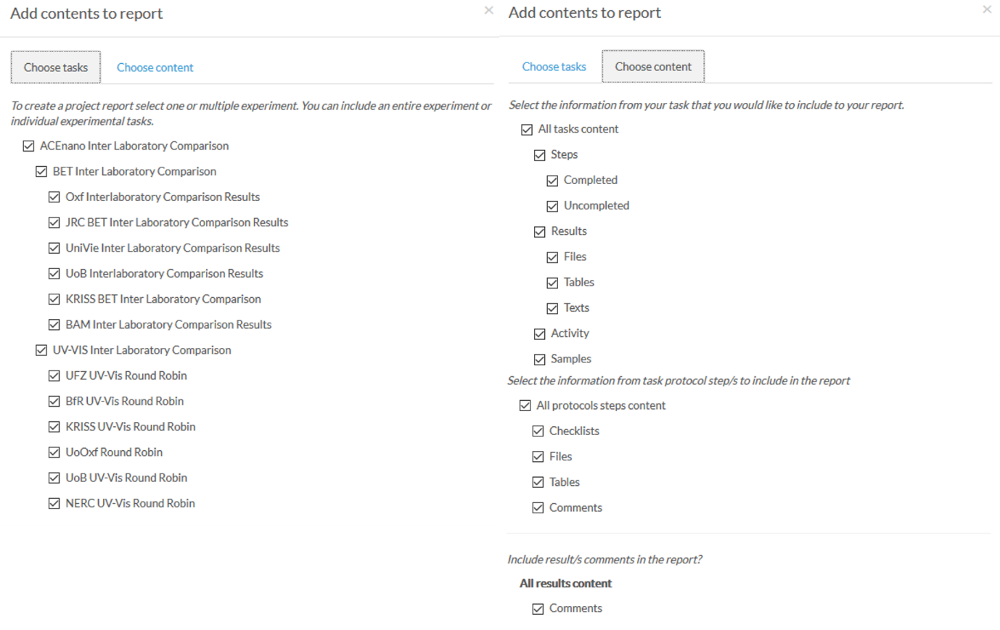 Add contents to report
×
Choose tasks
Choose content
To create a project report select one or multiple experiment. You can include an entire experiment or
individual experimental tasks.
ACEnano Inter Laboratory Comparison
BET Inter Laboratory Comparison
Oxf Interlaboratory Comparison Results
JRC BET Inter Laboratory Comparison Results
UniVie Inter Laboratory Comparison Results
UoB Interlaboratory Comparison Results
KRISS BET Inter Laboratory Comparison
BAM Inter Laboratory Comparison Results
UV-VIS Inter Laboratory Comparison
UFZ UV-Vis Round Robin
BfR UV-Vis Round Robin
KRISS UV-Vis Round Robin
UoOxf Round Robin
UoB UV-Vis Round Robin
NERC UV-Vis Round Robin
Add contents to report
×
Choose tasks
Choose content
Select the information from your task that you would like to include to your report.
All tasks content
Steps
Completed
Uncompleted
Results
Files
Tables
Texts
Activity
Samples
Select the information from task protocol step/s to include in the report
All protocols steps content
Checklists
Files
Tables
Comments
Include result/s comments in the report?
All results content
Comments